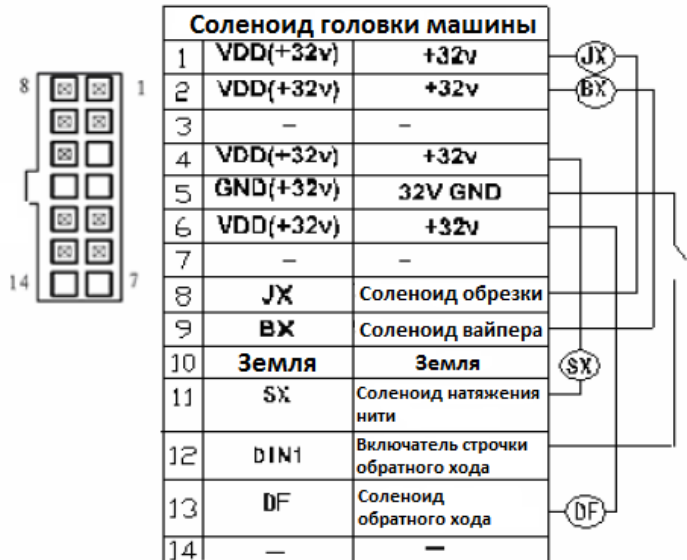 Соленоид головки машины
1 VDD(+32v) +32v
2 VDD(+32v) +32v
3 – –
4 VDD(+32v) +32v
5 GND(+32v) 32V GND
6 VDD(+32v) +32v
7 – –
8 JX Соленоид обрезки
9 BX Соленоид вайпера
10 Земля Земля
11 SX Соленоид натяжения
нити
12 DIN1 Включатель строчки
обратного хода
13 DF Соленоид
обратного хода
14 – –
8 1
14 7
JX
BX
SX
DF